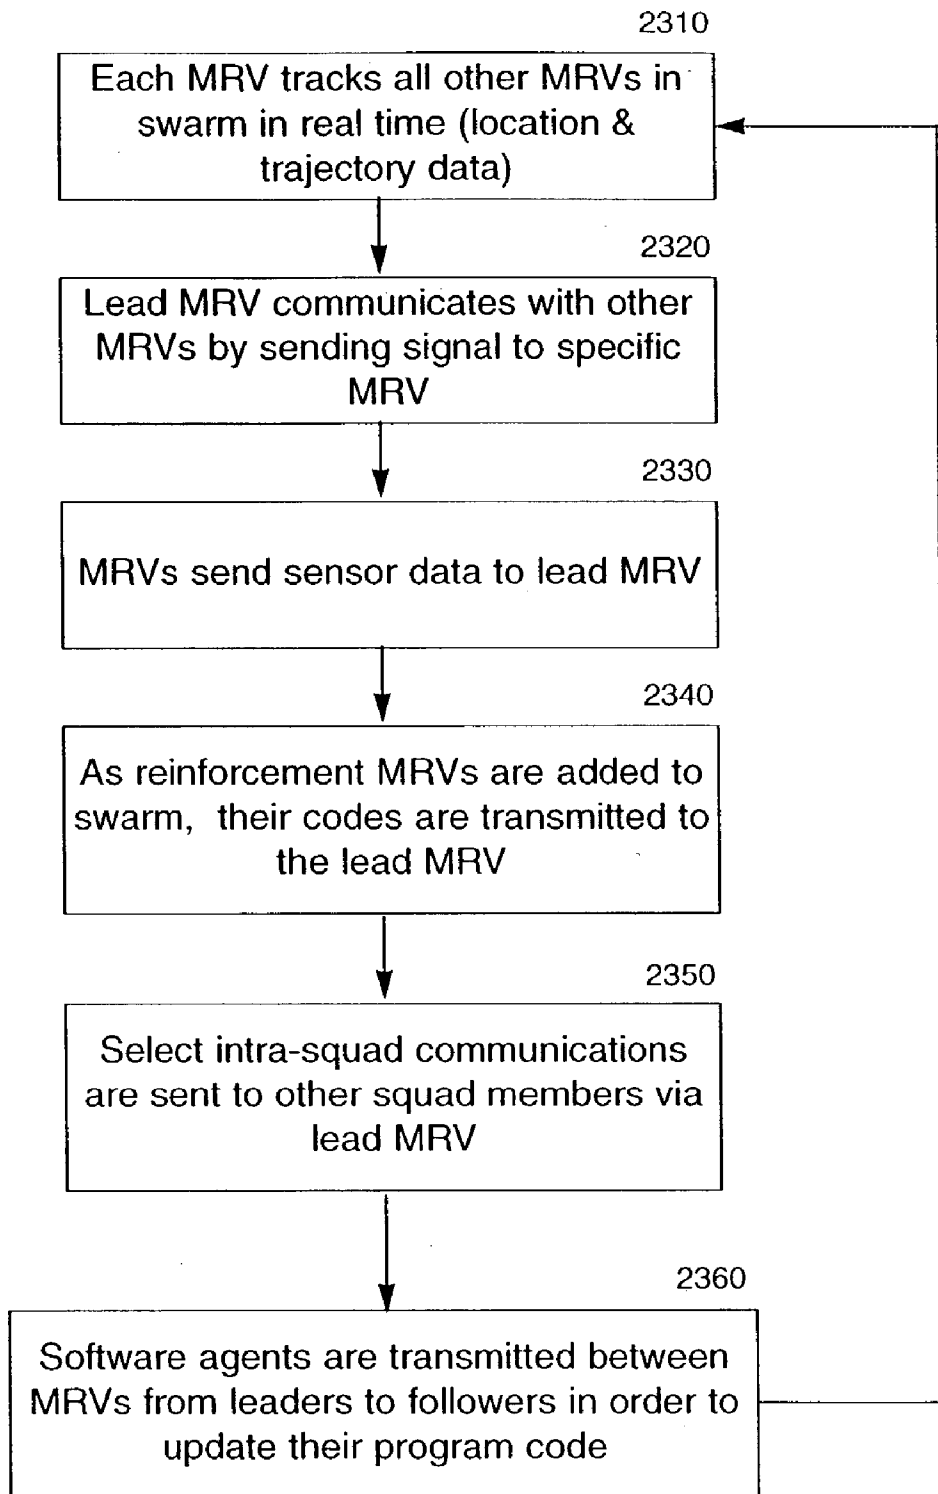 2310
Each MRV tracks all other MRVs in
swarm in real time (location &
trajectory data)
2320
Lead MRV communicates with other
MRVs by sending signal to specific
MRV
2330
MRVs send sensor data to lead MRV
2340
As reinforcement MRVs are added to
swarm, their codes are transmitted to
the lead MRV
2350
Select intra-squad communications
are sent to other squad members via
lead MRV
2360
Software agents are transmitted between
MRVs from leaders to followers in order to
update their program code